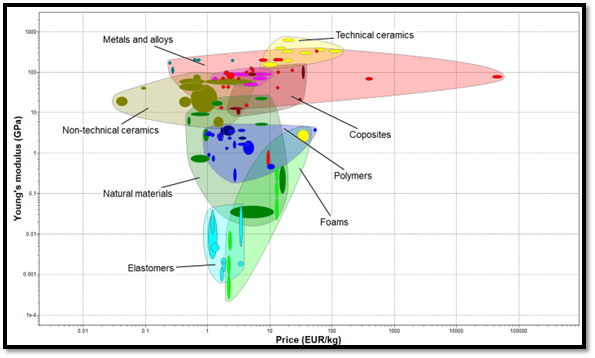 Technical ceramics
Metals and alloys
Non-technical ceramics
Coposites
Polymers
Natural materials
Foams
Elastomers
Young's modulus (GPa)
1000
100
10
1
0.1
0.01
0.001
1e-4
0.01
0.1
1
10
100
1000
10000
100000
Price (EUR/kg)